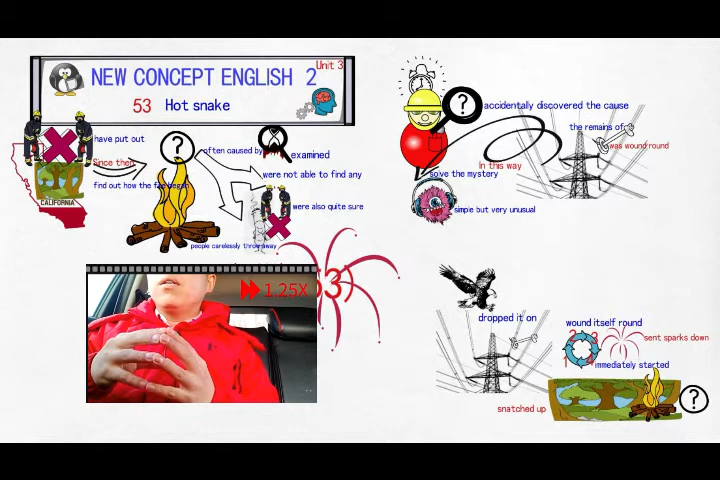 Unit 3
NEW CONCEPT ENGLISH 2
53 Hot snake
have put out
Since then
find out how the fire began
CALIFORNIA
often caused by
examined
were not able to find any
were also quite sure
people carelessly throw away
1.25X
3)
accidentally discovered the cause
the remains of
was wound round
In this way
solve the mystery
simple but very unusual
dropped it on
wound itself round
sent sparks down
immediately started
snatched up